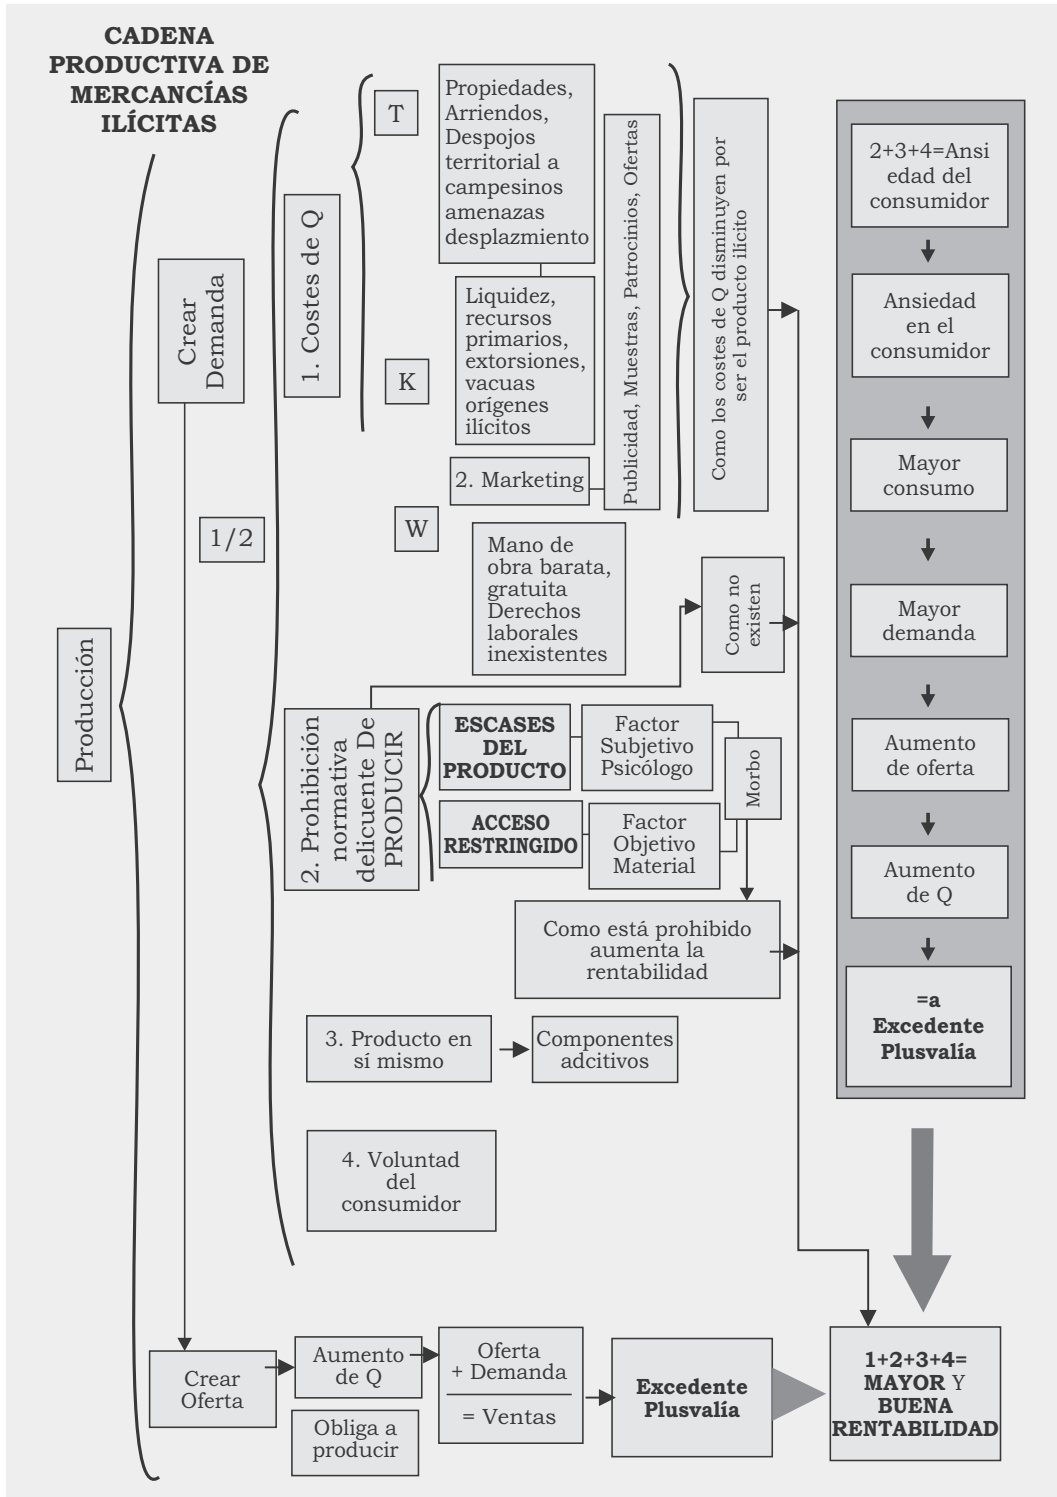 CADENA
PRODUCTIVA DE
MERCANCÍAS
ILÍCITAS
Producción
Crear
Demanda
1/2
1. Costes de Q
T
Propiedades,
Arriendos,
Despojos
territorial a
campesinos
amenazas
desplazmiento
K
Liquidez,
recursos
primarios,
extorsiones,
vacuas
orígenes
ilícitos
2. Marketing
Publicidad, Muestras, Patrocinios, Ofertas
Como los costes de Q disminuyen por
ser el producto ilícito
W
Mano de
obra barata,
gratuita
Derechos
laborales
inexistentes
Como no
existen
2. Prohibición
normativa
delicuente De
PRODUCIR
ESCASES
DEL
PRODUCTO
Factor
Subjetivo
Psicólogo
ACCESO
RESTRINGIDO
Factor
Objetivo
Material
Morbo
Como está prohibido
aumenta la
rentabilidad
3. Producto en
sí mismo
Componentes
adcitivos
4. Voluntad
del
consumidor
2+3+4=Ansi
edad del
consumidor
Ansiedad
en el
consumidor
Mayor
consumo
Mayor
demanda
Aumento
de oferta
Aumento
de Q
=a
Excedente
Plusvalía
Crear
Oferta
Aumento
de Q
Obliga a
producir
Oferta
+ Demanda
= Ventas
Excedente
Plusvalía
1+2+3+4=
MAYOR Y
BUENA
RENTABILIDAD